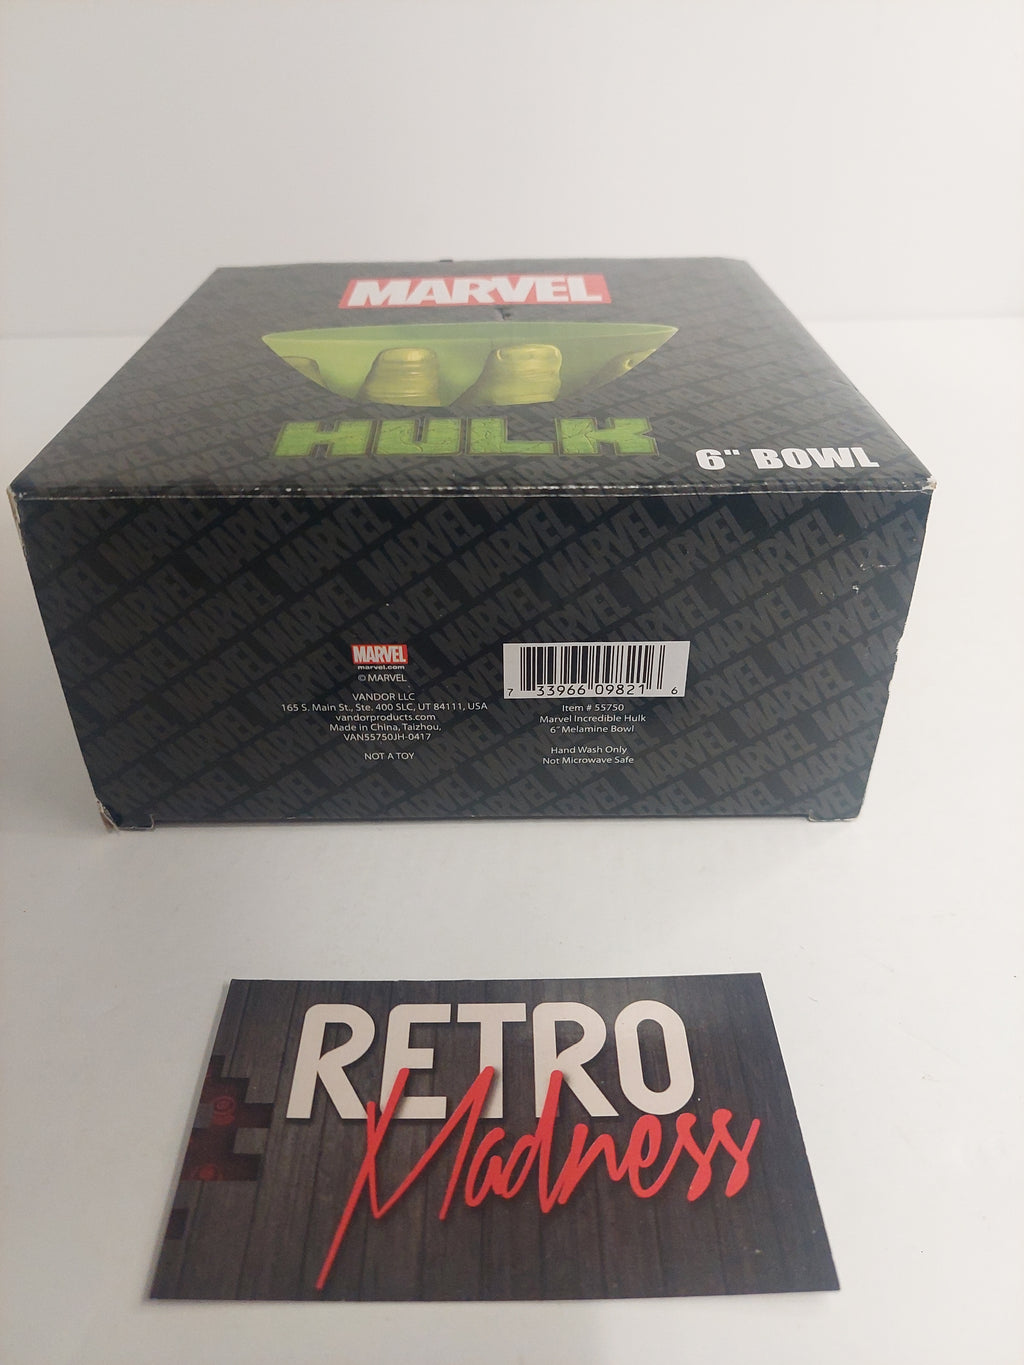 MARVEL
HULK
6" BOWL
MARVEL
marvel.com
© MARVEL
VANDOR LLC
165 S. Main St., Ste. 400 SLC, UT 84111, USA
vandorproducts.com
Made in China, Taizhou.
VAN55750JH-0417
NOT A TOY
7 33966 09821 6
Item # 55750
Marvel Incredible Hulk
6" Melamine Bowl
Hand Wash Only
Not Microwave Safe
RETRO
Madness